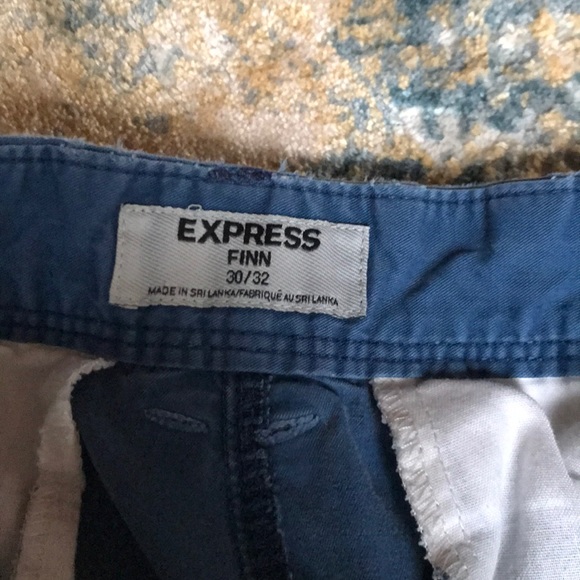 EXPRESS
FINN
30/32
MADE IN SRI LANKA/FABRIQUÉ AU SRI LANKA